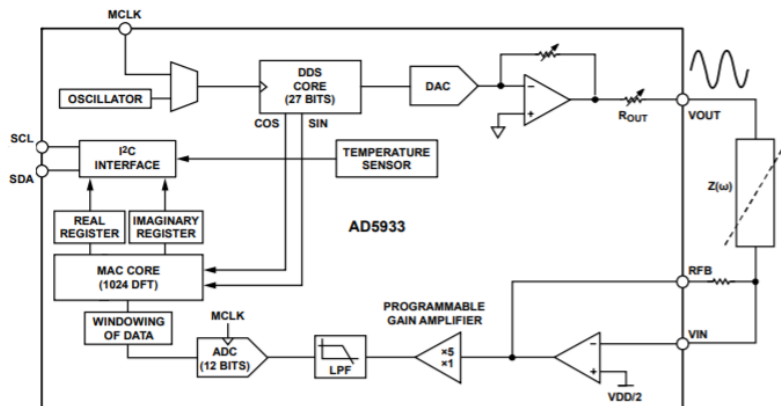 MCLK
OSCILLATOR
DDS
CORE
(27 BITS)
DAC
ROUT
VOUT
COS
SIN
SCL
SDA
I2C
INTERFACE
TEMPERATURE
SENSOR
Z(ω)
REAL
REGISTER
IMAGINARY
REGISTER
AD5933
MAC CORE
(1024 DFT)
RFB
PROGRAMMABLE
GAIN AMPLIFIER
WINDOWING
OF DATA
MCLK
ADC
(12 BITS)
LPF
×5
×1
VIN
VDD/2